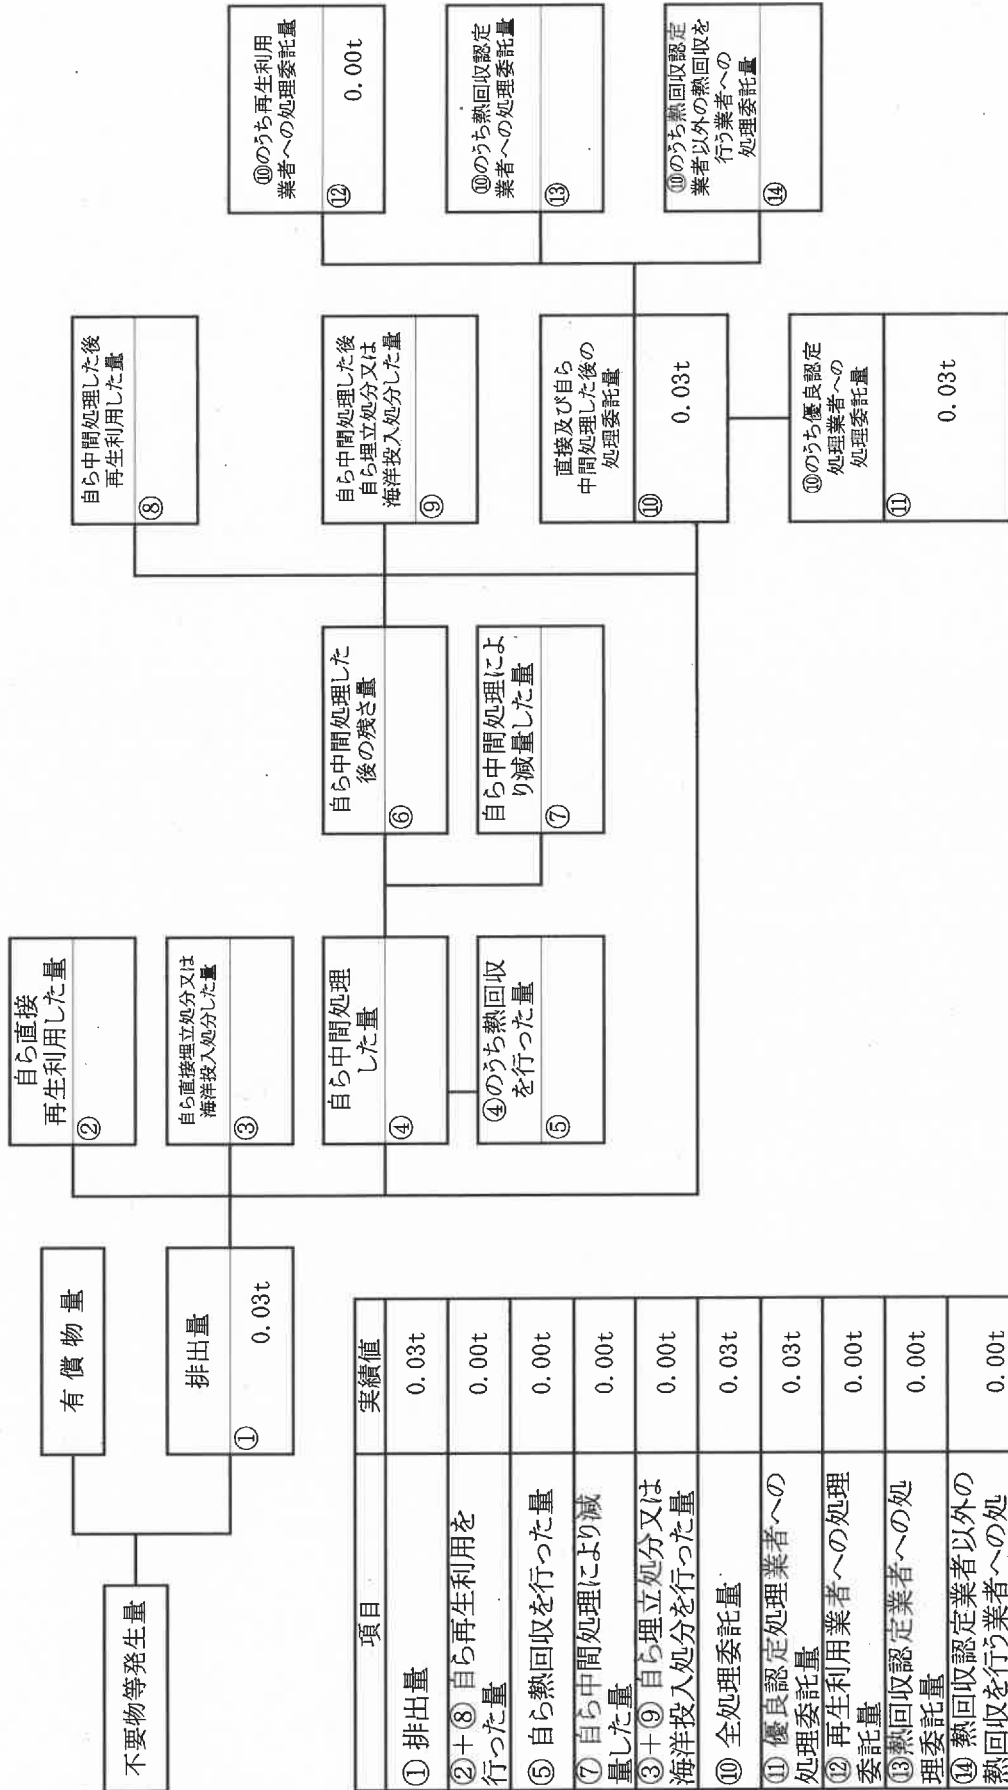 不要物等発生量
有償物量
排出量
①
0.03t
自ら直接
再生利用した量
②
自ら直接埋立処分又は
海洋投入処分した量
③
自ら中間処理
した量
④
④のうち熱回収
を行った量
⑤
自ら中間処理した
後の残さ量
⑥
自ら中間処理によ
り減量した量
⑦
自ら中間処理した後
再生利用した量
⑧
自ら中間処理した後
自ら埋立処分又は
海洋投入処分した量
⑨
直接及び自ら
中間処理した後の
処理委託量
⑩
0.03t
⑩のうち優良認定
処理業者への
処理委託量
⑪
0.03t
⑩のうち再生利用
業者への処理委託量
⑫
0.00t
⑩のうち熱回収認定
業者への処理委託量
⑬
⑩のうち熱回収認定
業者以外の熱回収を
行う業者への
処理委託量
⑭
項目 実績値
①排出量 0.03t
②+⑧自ら再生利用を
行った量 0.00t
⑤自ら熱回収を行った量 0.00t
⑦自ら中間処理により減
量した量 0.00t
③+⑨自ら埋立処分又は
海洋投入処分を行った量 0.00t
⑩全処理委託量 0.03t
⑪優良認定処理業者への
処理委託量 0.03t
⑫再生利用業者への処理
委託量 0.00t
⑬熱回収認定業者への処
理委託量 0.00t
⑭熱回収認定業者以外の
熱回収を行う業者への処 0.00t